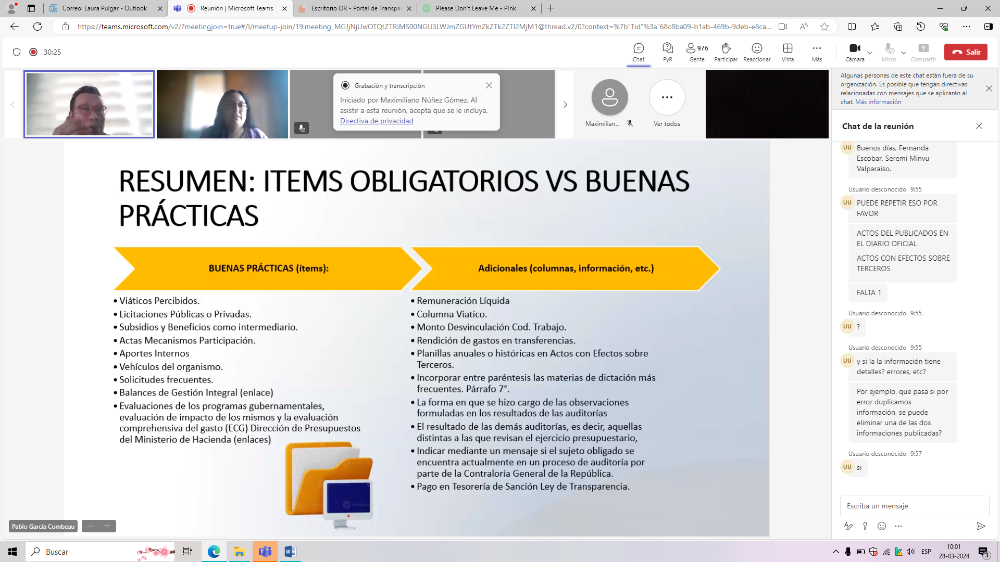 Correo: Laura Pulgar - Outlook
Reunión | Microsoft Teams
Escritorio OR - Portal de Transpa
Please Don't Leave Me • P!nk
https://teams.microsoft.com/v2/?meetingjoin=true#/l/meetup-join/19:meeting_MGJjNjUwOTQtZTRiMS00NGU3LWJmZGUtYmZkZTk2ZTI2MjM1@thread.v2/0?context=%7b"Tid"%3a"68c8ba09-b1ab-469b-9deb-e8ca...
30:25
Chat
PyR
976
Gente
Participar
Reaccionar
Vista
Más
Cámara
Micro
Compartir
Salir
Grabación y transcripción
Iniciado por Maximiliano Núñez Gómez. Al
asistir a esta reunión, acepta que se le incluya.
Directiva de privacidad
Maximilian...
Ver todos
RESUMEN: ITEMS OBLIGATORIOS VS BUENAS
PRÁCTICAS
BUENAS PRÁCTICAS (ítems):
• Viáticos Percibidos.
• Licitaciones Públicas o Privadas.
• Subsidios y Beneficios como intermediario.
• Actas Mecanismos Participación.
• Aportes Internos
• Vehículos del organismo.
• Solicitudes frecuentes.
• Balances de Gestión Integral (enlace)
• Evaluaciones de los programas gubernamentales,
evaluación de impacto de los mismos y la evaluación
comprehensiva del gasto (ECG) Dirección de Presupuestos
del Ministerio de Hacienda (enlaces)
Adicionales (columnas, información, etc.)
• Remuneración Líquida
• Columna Viatico.
• Monto Desvinculación Cod. Trabajo.
• Rendición de gastos en transferencias.
• Planillas anuales o históricas en Actos con Efectos sobre
Terceros.
• Incorporar entre paréntesis las materias de dictación más
frecuentes. Párrafo 7°.
• La forma en que se hizo cargo de las observaciones
formuladas en los resultados de las auditorías
• El resultado de las demás auditorías, es decir, aquellas
distintas a las que revisan el ejercicio presupuestario,
• Indicar mediante un mensaje si el sujeto obligado se
encuentra actualmente en un proceso de auditoría por
parte de la Contraloría General de la República.
• Pago en Tesorería de Sanción Ley de Transparencia.
Pablo García Combeau
Algunas personas de este chat están fuera de su
organización. Es posible que tengan directivas
relacionadas con mensajes que se aplicarán al
chat. Más información
Chat de la reunión
UU
Buenos días, Fernanda
Escobar, Seremi Minvu
Valparaíso.
Usuario desconocido 9:55
UU
PUEDE REPETIR ESO POR
FAVOR
ACTOS DEL PUBLICADOS EN
EL DIARIO OFICIAL
ACTOS CON EFECTOS SOBRE
TERCEROS
FALTA 1
Usuario desconocido 9:55
UU
?
Usuario desconocido 9:55
UU
y si la la información tiene
detalles? errores, etc?
Por ejemplo, que pasa si por
error duplicamos
información, se puede
eliminar una de las dos
informaciones publicadas?
Usuario desconocido 9:57
UU
si
Escriba un mensaje
Buscar
ESP
10:01
28-03-2024
3